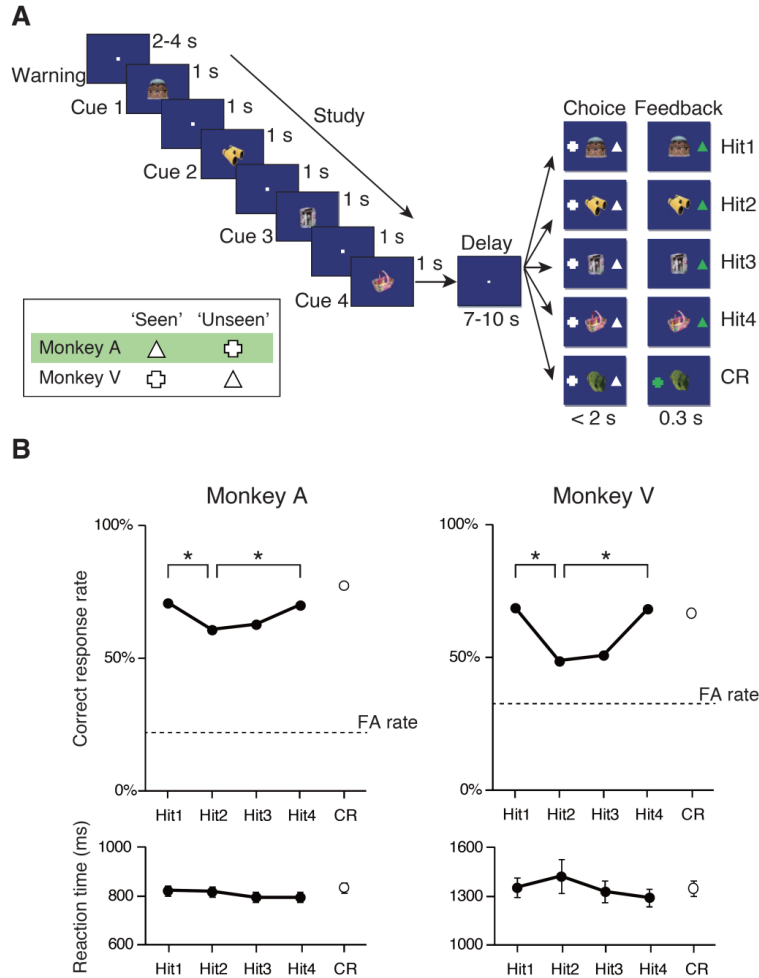 A
2-4 s
Warning
1 s
Cue 1
1 s
Study
1 s
Cue 2
1 s
1 s
Cue 3
1 s
1 s
Cue 4
Delay
7-10 s
Choice Feedback
Hit1
Hit2
Hit3
Hit4
CR
< 2 s 0.3 s
'Seen' 'Unseen'
Monkey A
Monkey V
B
Monkey A
Correct response rate
100%
50%
0%
* *
FA rate
Hit1 Hit2 Hit3 Hit4 CR
Monkey V
100%
50%
0%
* *
FA rate
Hit1 Hit2 Hit3 Hit4 CR
Reaction time (ms)
1000
800
600
Hit1 Hit2 Hit3 Hit4 CR
1600
1300
1000
Hit1 Hit2 Hit3 Hit4 CR